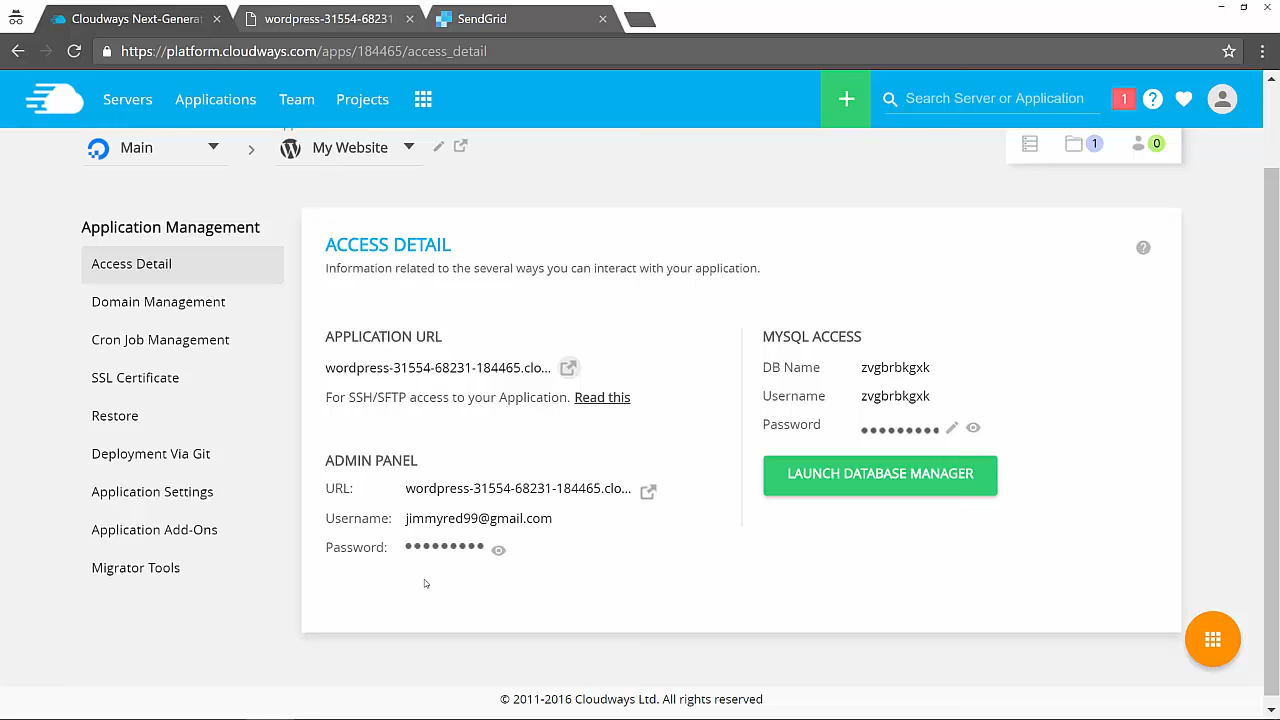 Cloudways Next-Generat
wordpress-31554-68231
SendGrid
https://platform.cloudways.com/apps/184465/access_detail
Servers
Applications
Team
Projects
+
Search Server or Application
1
?
Main
My Website
1
0
Application Management
Access Detail
Domain Management
Cron Job Management
SSL Certificate
Restore
Deployment Via Git
Application Settings
Application Add-Ons
Migrator Tools
ACCESS DETAIL
Information related to the several ways you can interact with your application.
APPLICATION URL
wordpress-31554-68231-184465.clo...
For SSH/SFTP access to your Application. Read this
ADMIN PANEL
URL: wordpress-31554-68231-184465.clo...
Username: jimmyred99@gmail.com
Password: •••••••••
MYSQL ACCESS
DB Name zvgbrbkgxk
Username zvgbrbkgxk
Password •••••••••
LAUNCH DATABASE MANAGER
© 2011-2016 Cloudways Ltd. All rights reserved